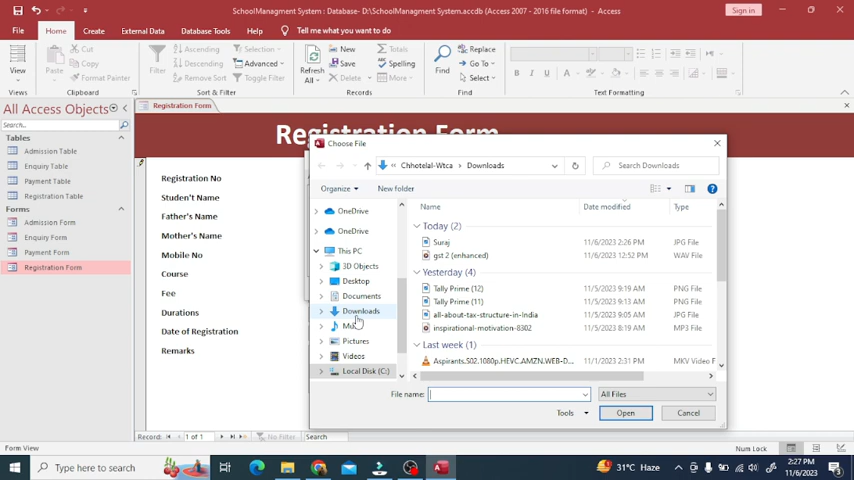 SchoolManagment System : Database- D:\SchoolManagment System.accdb (Access 2007 - 2016 file format) - Access
Sign in
File Home Create External Data Database Tools Help Tell me what you want to do
View
Views
Paste
Cut
Copy
Format Painter
Clipboard
Filter
Ascending
Descending
Remove Sort
Selection
Advanced
Toggle Filter
Sort & Filter
Refresh
All
New
Save
Delete
Totals
Spelling
More
Records
Find
Replace
Go To
Select
Find
B I U A
Text Formatting
All Access Objects
Search...
Tables
Admission Table
Enquiry Table
Payment Table
Registration Table
Forms
Admission Form
Enquiry Form
Payment Form
Registration Form
Registration Form
Registration Form
Registration No
Student's Name
Father's Name
Mother's Name
Mobile No
Course
Fee
Durations
Date of Registration
Remarks
Choose File
« Chhotelal-Wtca > Downloads
Search Downloads
Organize
New folder
OneDrive
OneDrive
This PC
3D Objects
Desktop
Documents
Downloads
Pictures
Videos
Local Disk (C:)
Name Date modified Type
Today (2)
Suraj 11/6/2023 2:26 PM JPG File
gst2 (enhanced) 11/6/2023 12:52 PM WAV File
Yesterday (4)
Tally Prime (12) 11/5/2023 9:19 AM PNG File
Tally Prime (11) 11/5/2023 9:13 AM PNG File
all-about-tax-structure-in-India 11/5/2023 9:05 AM JPG File
inspirational-motivation-8302 11/5/2023 8:19 AM MP3 File
Last week (1)
Aspirants.S02.1080p.HEVC.AMZN.WEB-D... 11/1/2023 2:31 PM MKV Video F
File name:
All Files
Tools
Open
Cancel
Record: 1 of 1 No Filter Search
Form View
Num Lock
Type here to search
31°C Haze
2:27 PM
11/6/2023
3